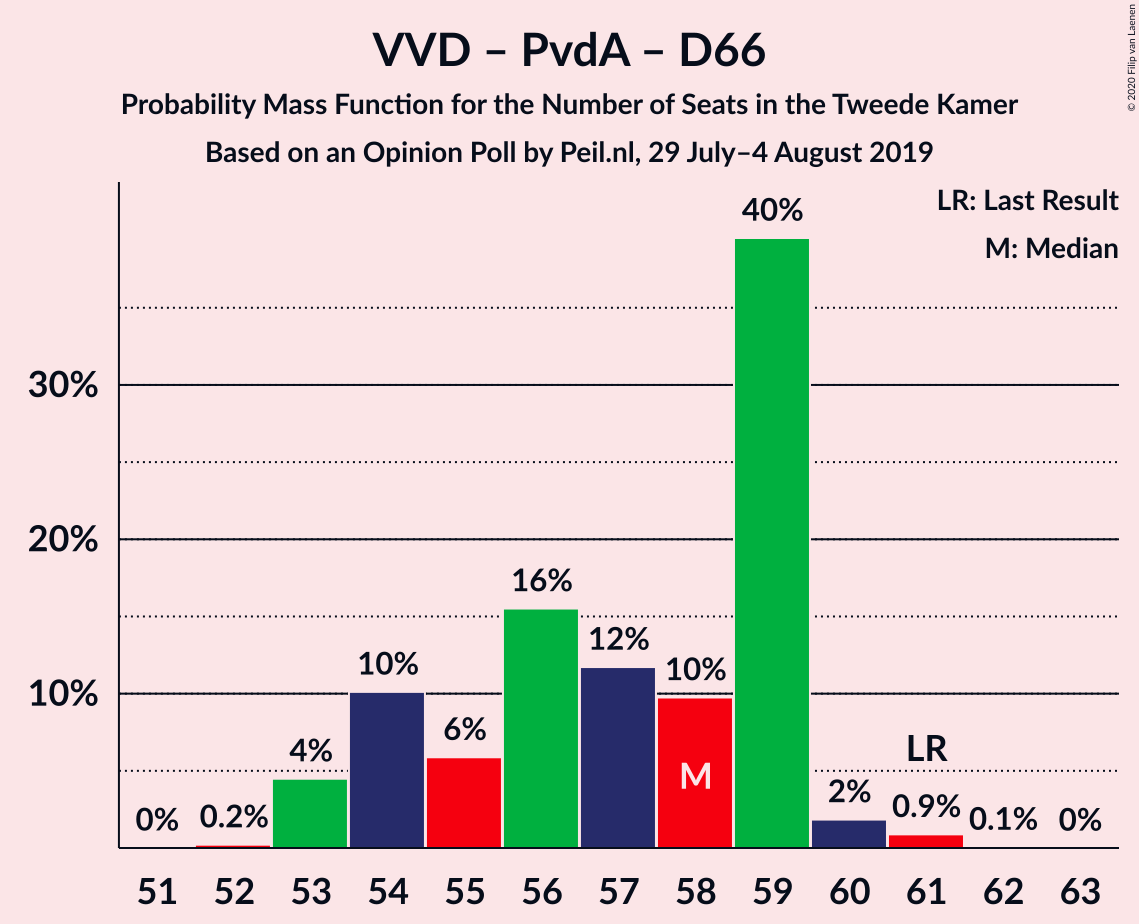 VVD – PvdA – D66
Probability Mass Function for the Number of Seats in the Tweede Kamer
Based on an Opinion Poll by Peil.nl, 29 July–4 August 2019
© 2020 Filip van Laenen
LR: Last Result
M: Median
30%
20%
10%
0%
0.2%
4%
10%
6%
16%
12%
10%
M
40%
2%
LR
0.9%
0.1%
0%
51 52 53 54 55 56 57 58 59 60 61 62 63